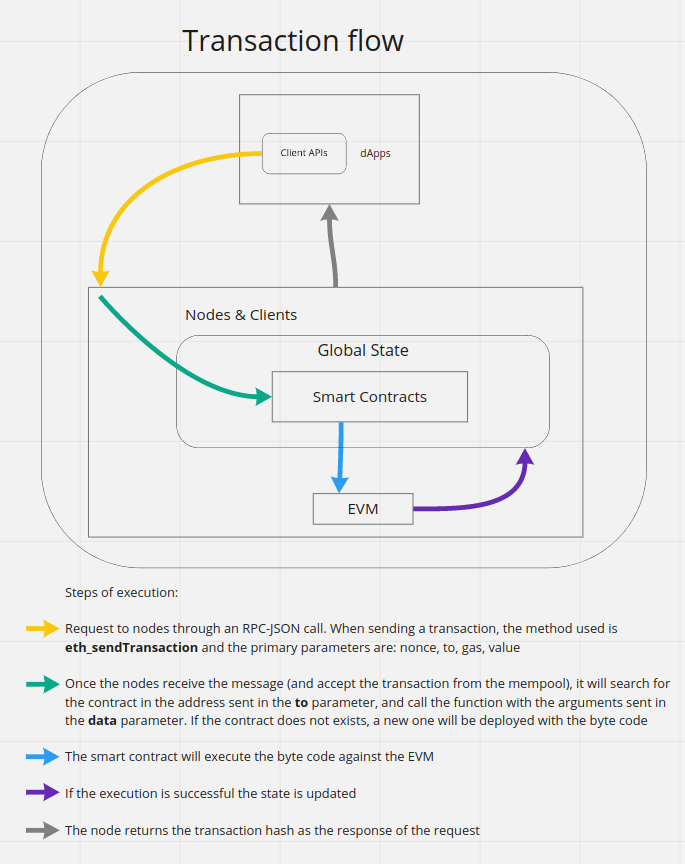 Transaction flow
Client APIs
dApps
Nodes & Clients
Global State
Smart Contracts
EVM
Steps of execution:
Request to nodes through an RPC-JSON call. When sending a transaction, the method used is
eth_sendTransaction and the primary parameters are: nonce, to, gas, value
Once the nodes receive the message (and accept the transaction from the mempool), it will search for
the contract in the address sent in the to parameter, and call the function with the arguments sent in
the data parameter. If the contract does not exists, a new one will be deployed with the byte code
The smart contract will execute the byte code against the EVM
If the execution is successful the state is updated
The node returns the transaction hash as the response of the request